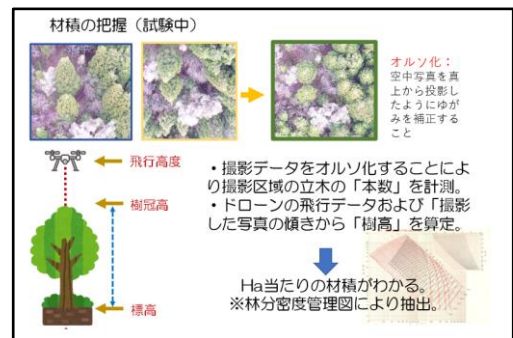 材積の把握（試験中）
オルソ化：
空中写真を真
上から投影し
たようにゆが
みを補正する
こと
飛行高度
樹冠高
標高
・撮影データをオルソ化することによ
り撮影区域の立木の「本数」を計測。
・ドローンの飛行データおよび「撮影
した写真の傾きから「樹高」を算定。
Ha当たりの材積がわかる。
※林分密度管理図により抽出。